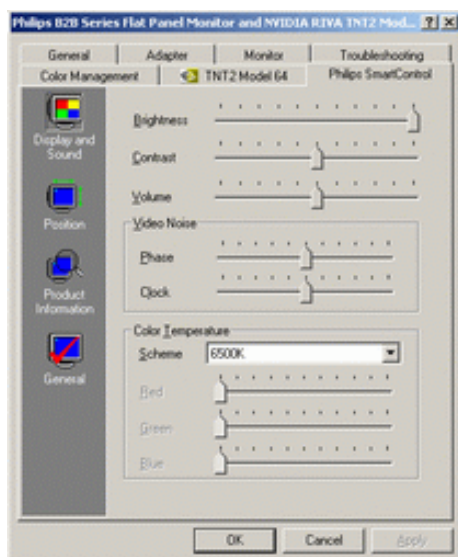 Philips B2B Series Flat Panel Monitor and NVIDIA RIVA TNT2 Mod...
General
Adapter
Monitor
Troubleshooting
Color Management
TNT2 Model 64
Philips SmartControl
Display and
Sound
Position
Product
Information
General
Brightness
Contrast
Volume
Video Noise
Phase
Clock
Color Temperature
Scheme
6500K
Red
Green
Blue
OK
Cancel
Apply